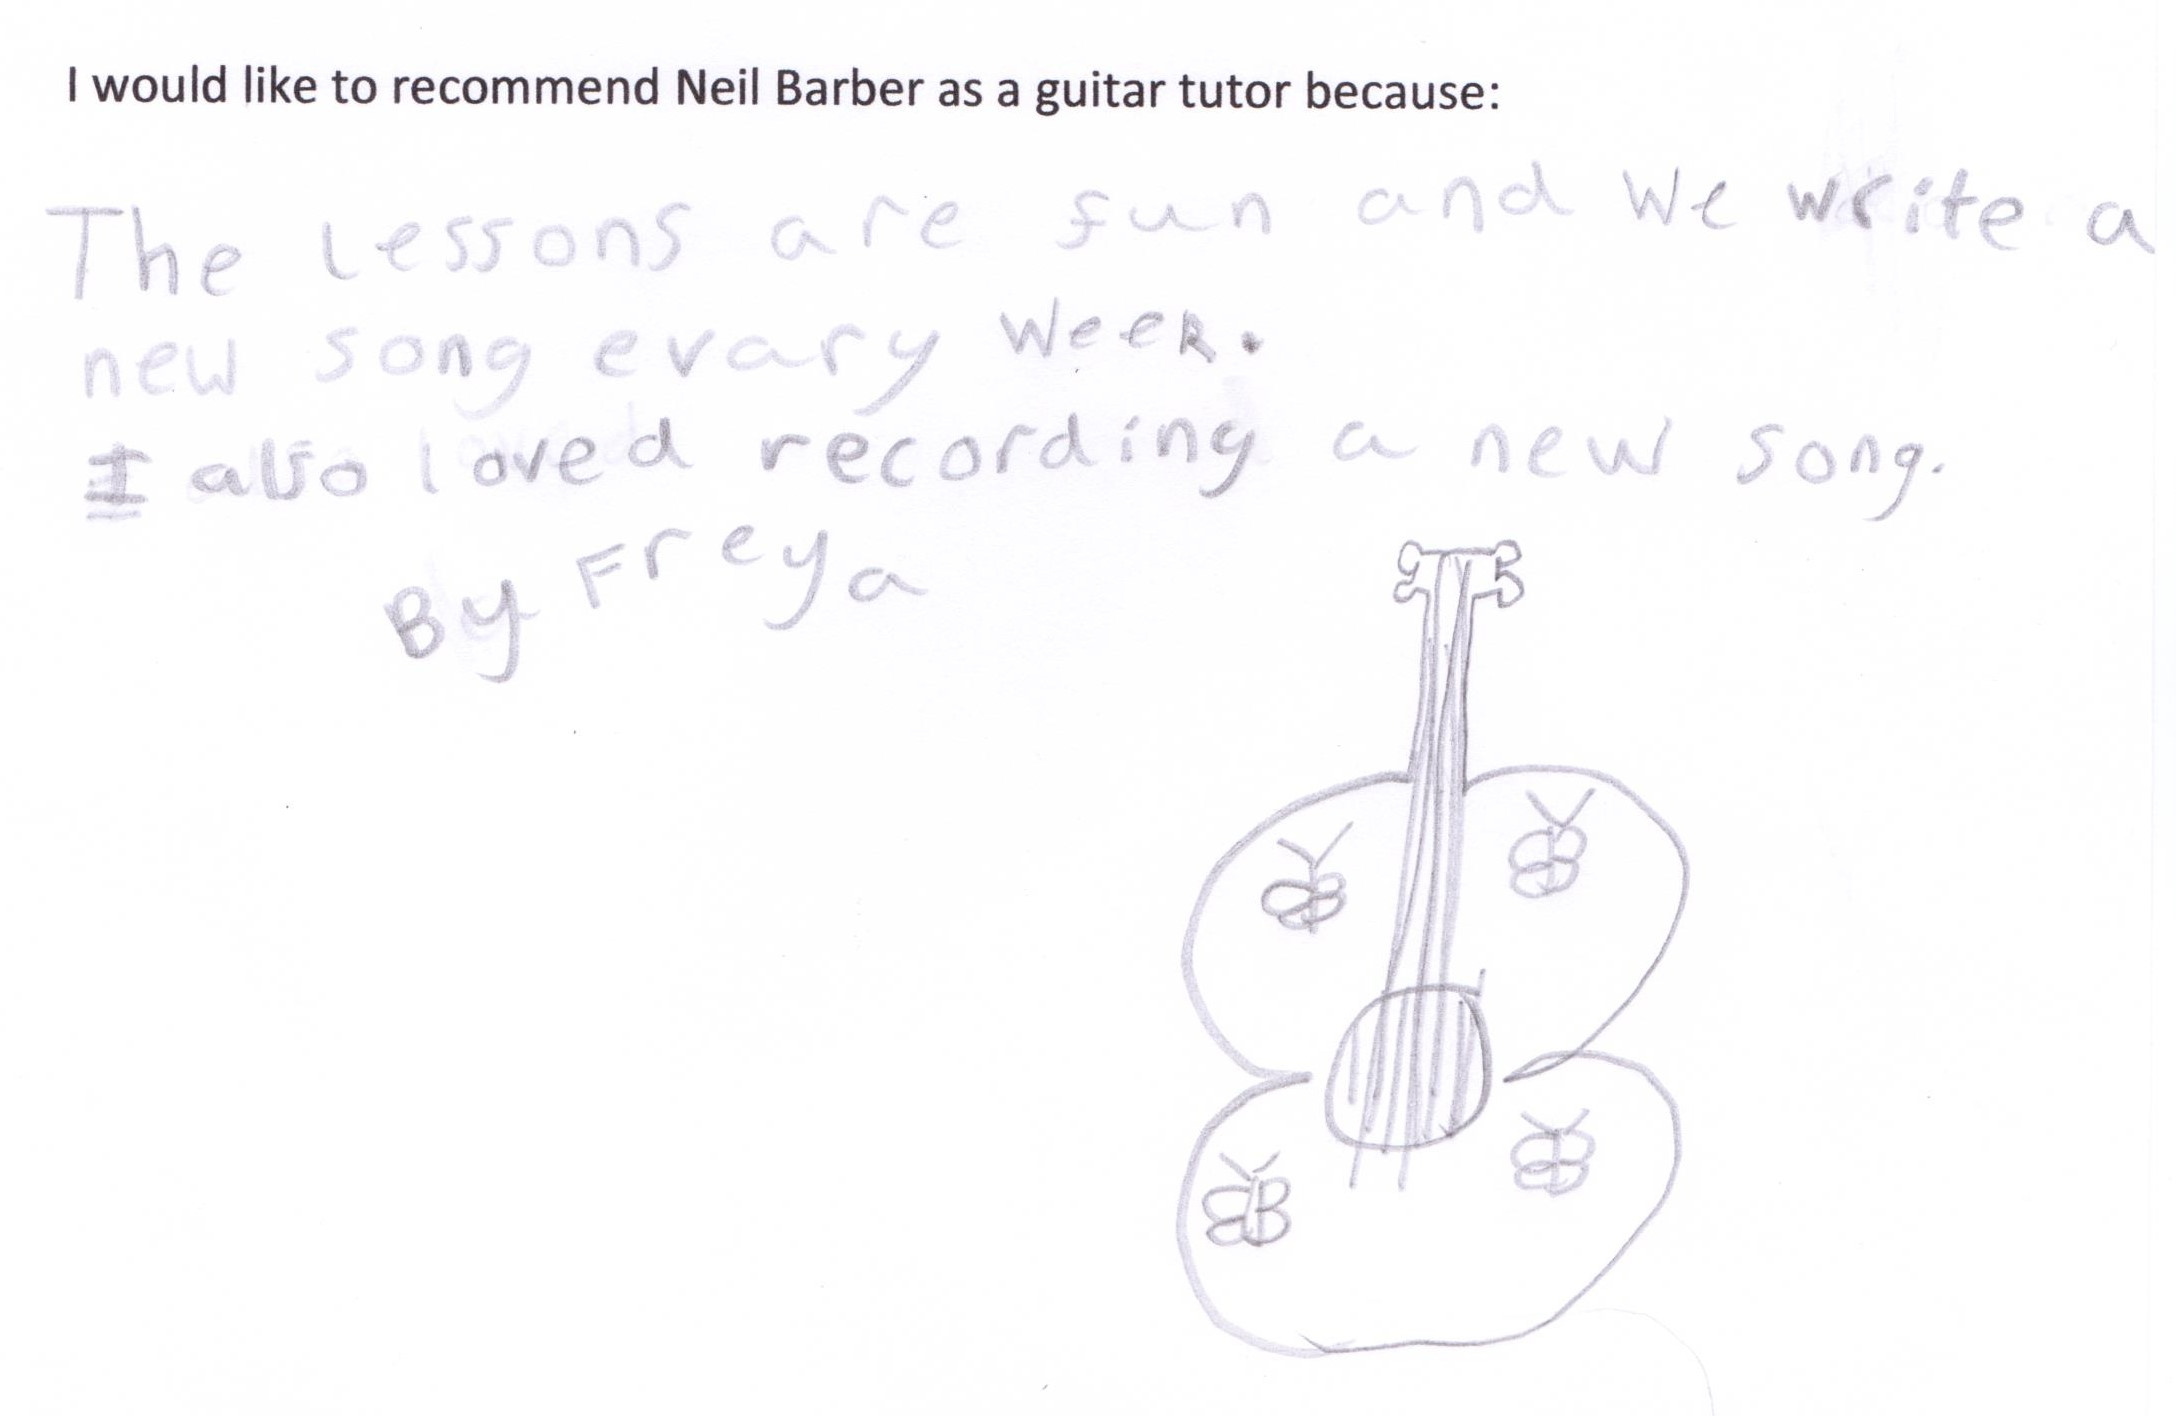 I would like to recommend Neil Barber as a guitar tutor because:
The lessons are fun and we write a
new song evary week.
I also loved recording a new song.
By Freya